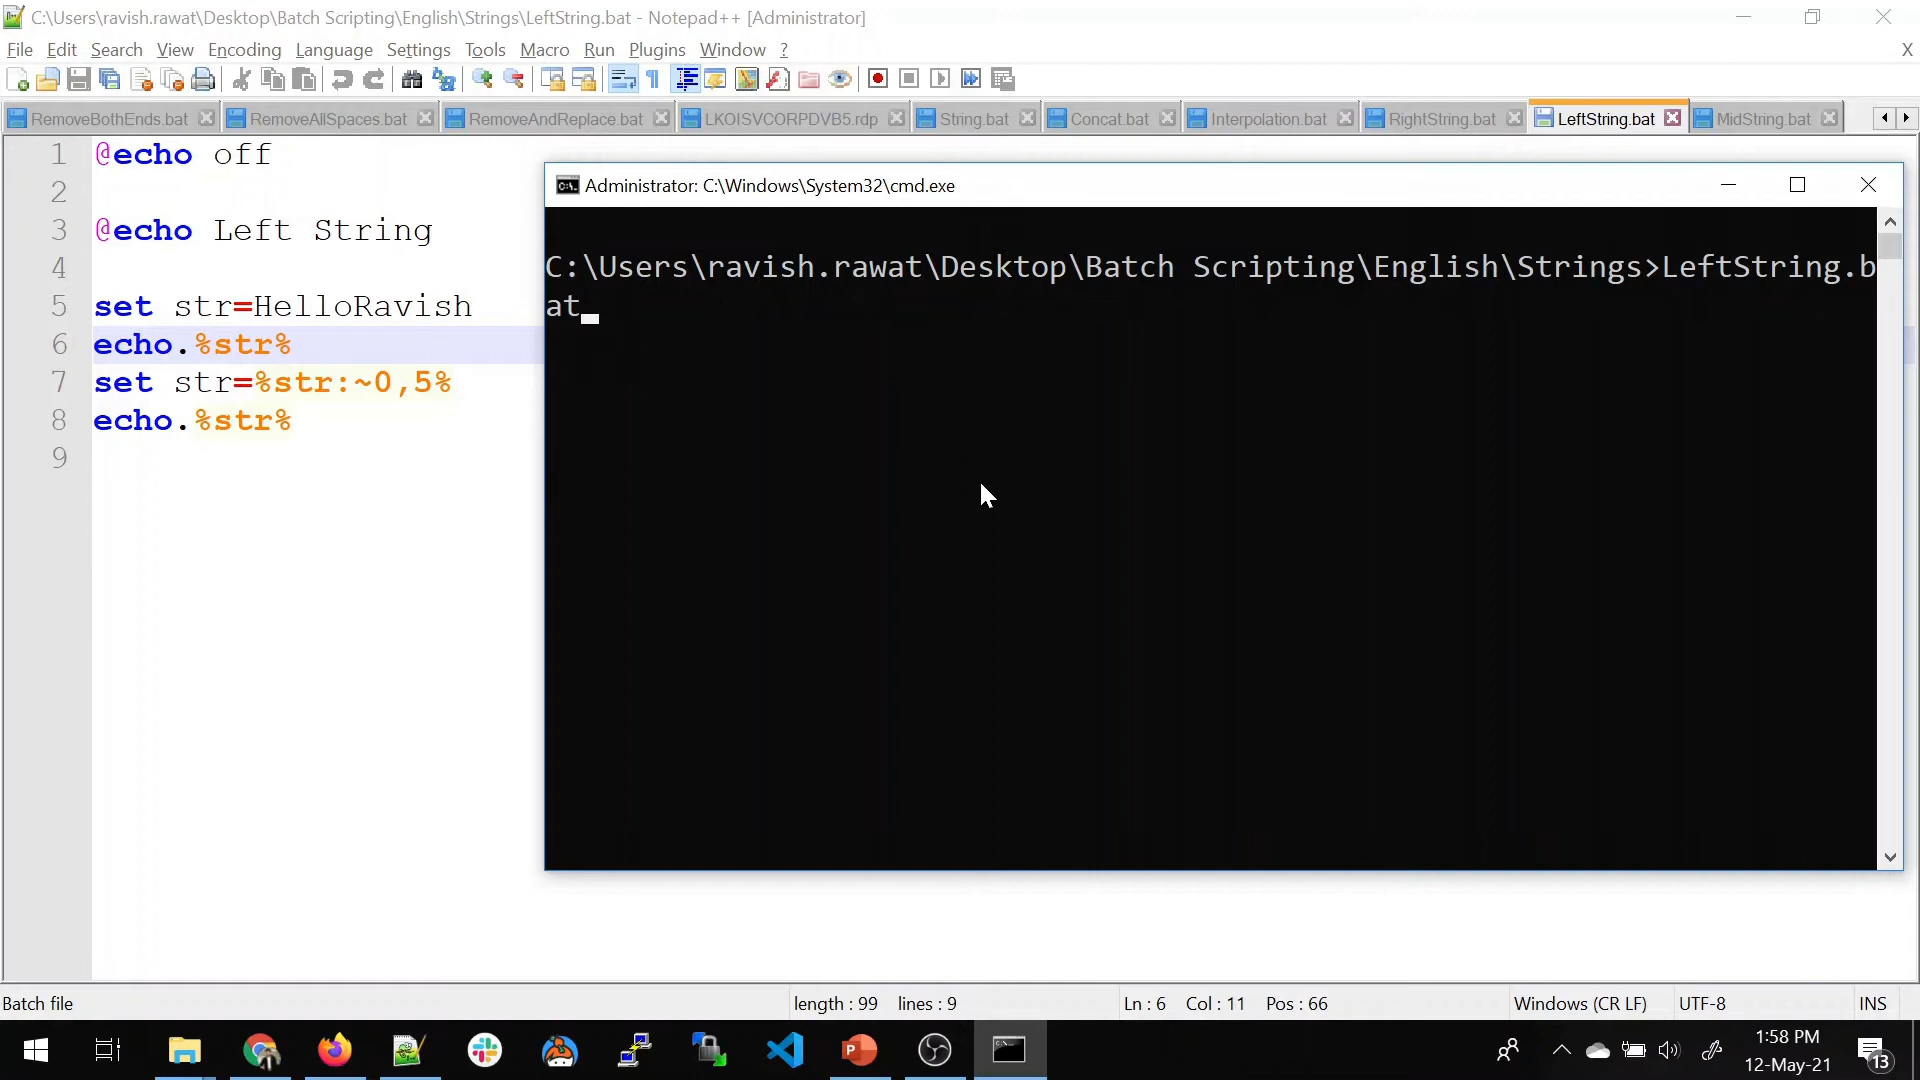 C:\Users\ravish.rawat\Desktop\Batch Scripting\English\Strings\LeftString.bat - Notepad++ [Administrator]
File Edit Search View Encoding Language Settings Tools Macro Run Plugins Window ? X
RemoveBothEnds.bat RemoveAllSpaces.bat RemoveAndReplace.bat LKOISVCORPDVB5.rdp String.bat Concat.bat Interpolation.bat RightString.bat LeftString.bat MidString.bat
1 @echo off
2
3 @echo Left String
4
5 set str=HelloRavish
6 echo.%str%
7 set str=%str:~0,5%
8 echo.%str%
9
Administrator: C:\Windows\System32\cmd.exe
C:\Users\ravish.rawat\Desktop\Batch Scripting\English\Strings>LeftString.b
at
Batch file length : 99 lines : 9 Ln : 6 Col : 11 Pos : 66 Windows (CR LF) UTF-8 INS
1:58 PM
12-May-21
13